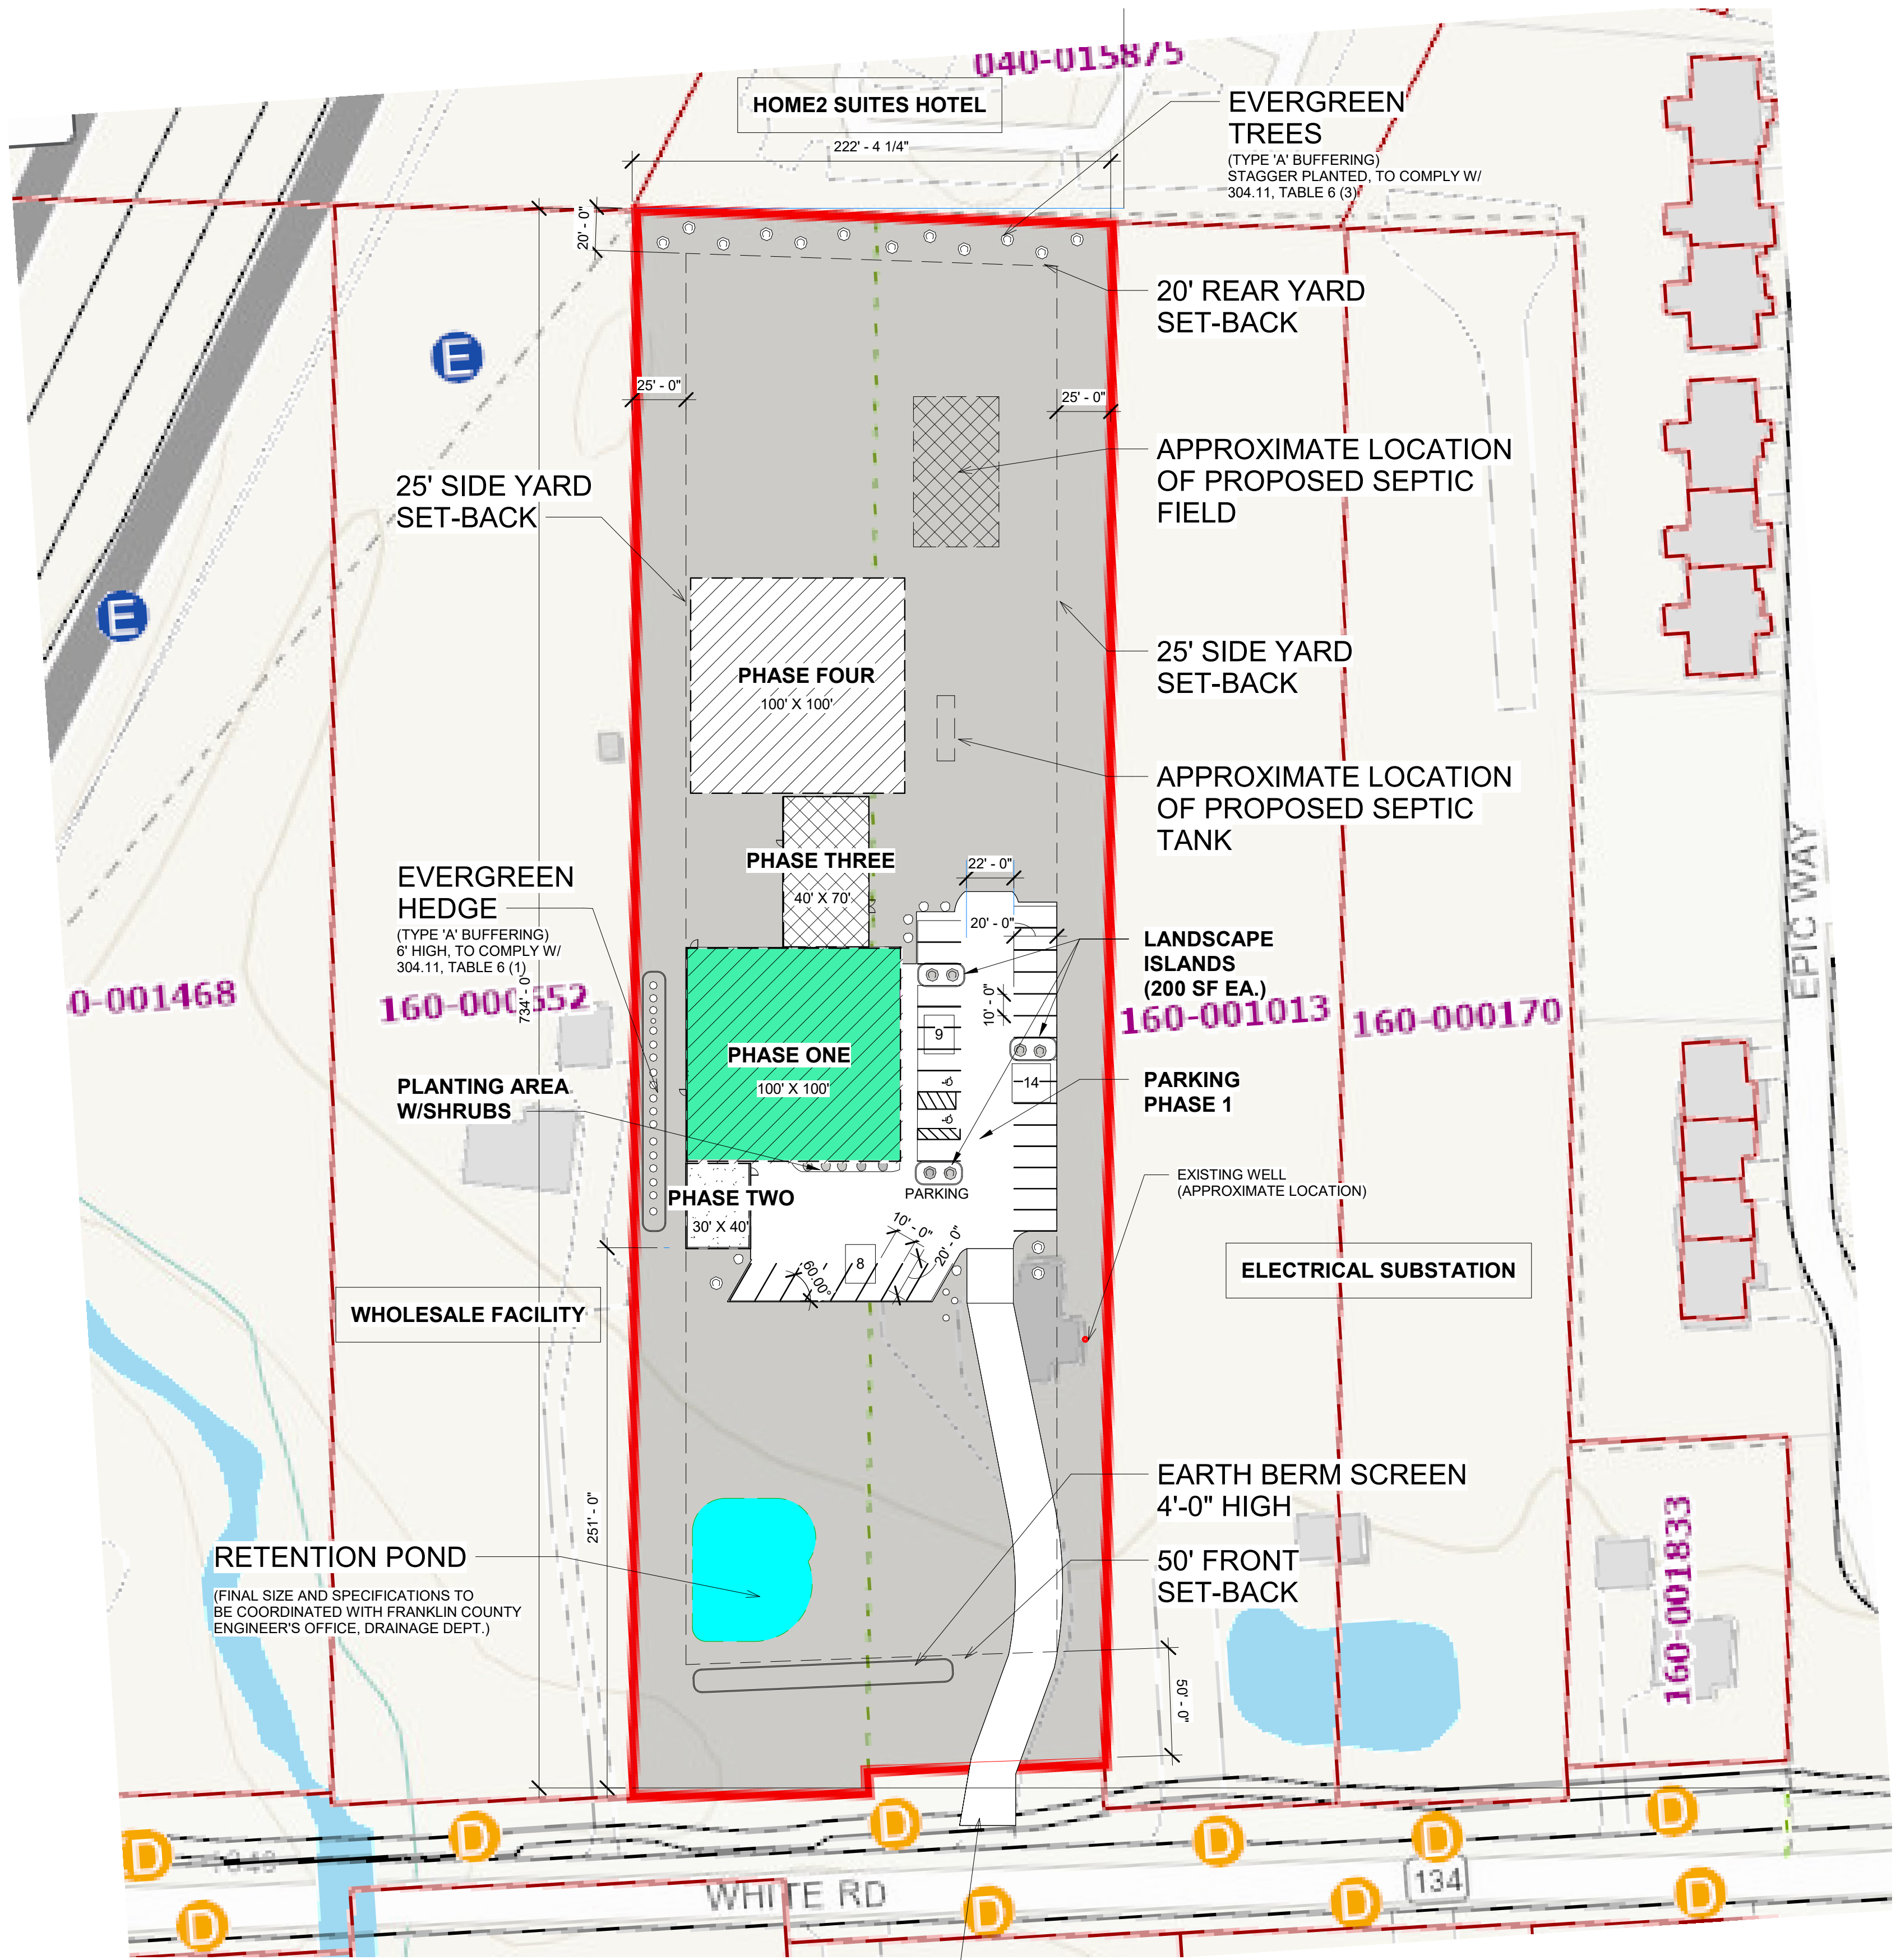 040-015875
HOME2 SUITES HOTEL
222' - 4 1/4"
EVERGREEN
TREES
(TYPE 'A' BUFFERING)
STAGGER PLANTED, TO COMPLY W/
304.11, TABLE 6 (3)
20' - 0"
20' REAR YARD
SET-BACK
E
25' - 0"
25' - 0"
APPROXIMATE LOCATION
OF PROPOSED SEPTIC
FIELD
25' SIDE YARD
SET-BACK
E
25' SIDE YARD
SET-BACK
PHASE FOUR
100' X 100'
APPROXIMATE LOCATION
OF PROPOSED SEPTIC
TANK
EPIC WAY
PHASE THREE
40' X 70'
22' - 0"
20' - 0"
EVERGREEN
HEDGE
(TYPE 'A' BUFFERING)
6' HIGH, TO COMPLY W/
304.11, TABLE 6 (1)
LANDSCAPE
ISLANDS
(200 SF EA.)
10' - 0"
734' - 0"
0-001468
160-000652
160-001013
160-000170
9
PHASE ONE
100' X 100'
14
PARKING
PHASE 1
PLANTING AREA
W/SHRUBS
EXISTING WELL
(APPROXIMATE LOCATION)
PARKING
PHASE TWO
30' X 40'
10' - 0"
20' - 0"
60.00°
8
ELECTRICAL SUBSTATION
WHOLESALE FACILITY
EARTH BERM SCREEN
4'-0" HIGH
251' - 0"
RETENTION POND
(FINAL SIZE AND SPECIFICATIONS TO
BE COORDINATED WITH FRANKLIN COUNTY
ENGINEER'S OFFICE, DRAINAGE DEPT.)
50' FRONT
SET-BACK
160-001833
50' - 0"
D
D
D
D
D
D
WHITE RD
134
D
D
D
D